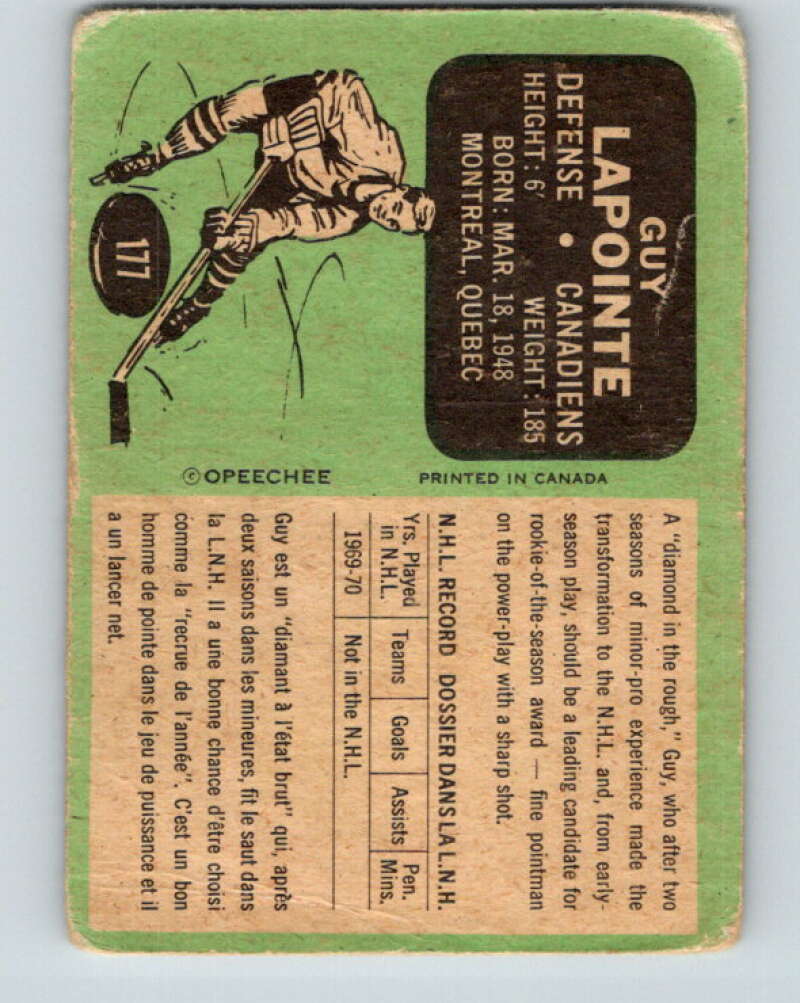 GUY
LAPOINTE
DEFENSE • CANADIENS
HEIGHT: 6' WEIGHT: 185
BORN: MAR. 18, 1948
MONTREAL, QUEBEC
177
© OPEECHEE
PRINTED IN CANADA
A "diamond in the rough," Guy, who after two
seasons of minor-pro experience made the
transformation to the N.H.L. and, from early-
season play, should be a leading candidate for
rookie-of-the-season award — fine pointman
on the power-play with a sharp shot.
N.H.L. RECORD DOSSIER DANS LA L.N.H.
Yrs. Played in N.H.L. Teams Goals Assists Pen. Mins.
1969-70 Not in the N.H.L.
Guy est un "diamant à l'état brut" qui, après
deux saisons dans les mineures, fit le saut dans
la L.N.H. Il a une bonne chance d'être choisi
comme la "recrue de l'année". C'est un bon
homme de pointe dans le jeu de puissance et il
a un lancer net.